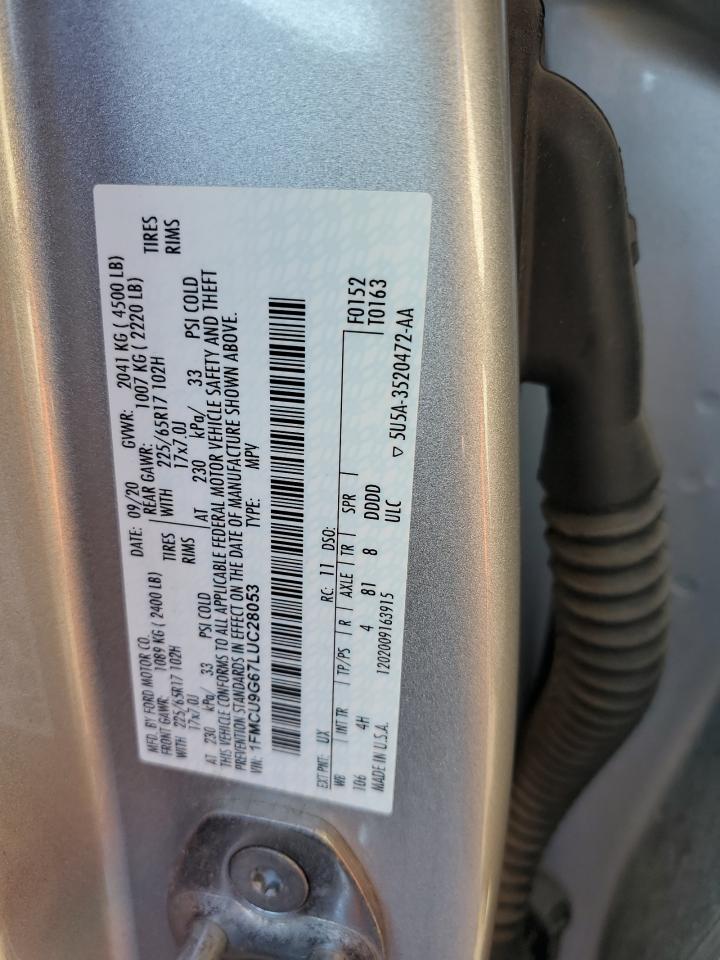 MFD. BY FORD MOTOR CO.
DATE: 09/20 GVWR: 2041 KG ( 4500 LB)
FRONT GAWR: 1089 KG ( 2400 LB) REAR GAWR: 1007 KG ( 2220 LB)
WITH 225/65R17 102H TIRES WITH 225/65R17 102H TIRES
17x7.0J RIMS 17x7.0J RIMS
AT 230 kPa/ 33 PSI COLD AT 230 kPa/ 33 PSI COLD
THIS VEHICLE CONFORMS TO ALL APPLICABLE FEDERAL MOTOR VEHICLE SAFETY AND THEFT
PREVENTION STANDARDS IN EFFECT ON THE DATE OF MANUFACTURE SHOWN ABOVE.
VIN: 1FMCU9G67LUC28053 TYPE: MPV
EXT PNT: UX RC: 11 DSO:
WB INT TR TP/PS R AXLE TR SPR F0152
106 4H 4 81 8 DDDD T0163
MADE IN U.S.A. 1202009163915 ULC
▽ 5U5A-3520472-AA